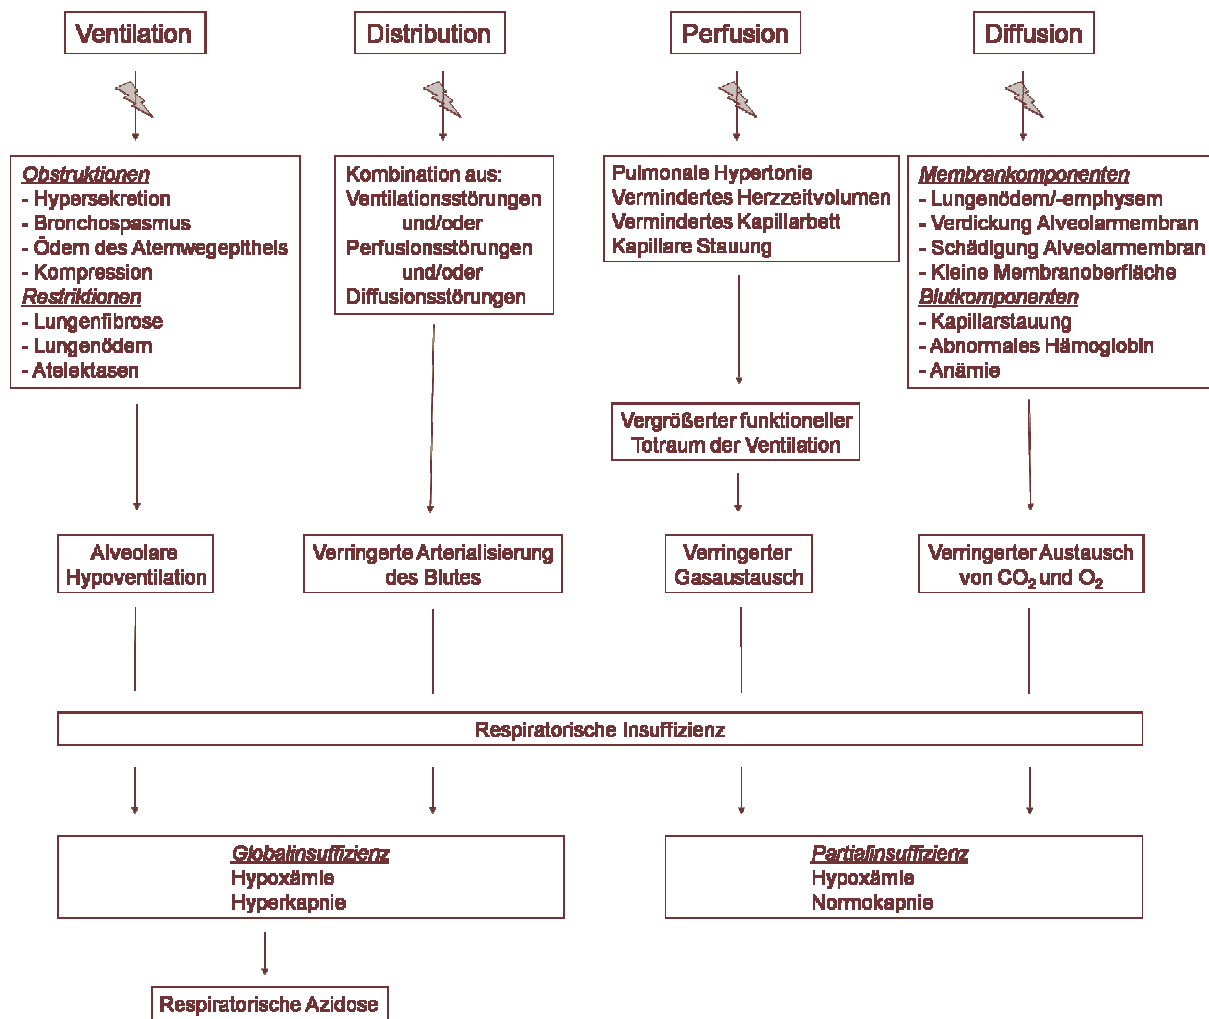 Ventilation
Distribution
Perfusion
Diffusion
Obstruktionen
- Hypersekretion
- Bronchospasmus
- Ödem des Atemwegepithels
- Kompression
Restriktionen
- Lungenfibrose
- Lungenödem
- Atelektasen
Kombination aus:
Ventilationsstörungen
und/oder
Perfusionsstörungen
und/oder
Diffusionsstörungen
Pulmonale Hypertonie
Vermindertes Herzzeitvolumen
Vermindertes Kapillarbett
Kapillare Stauung
Membrankomponenten
- Lungenödem/-emphysem
- Verdickung Alveolarmembran
- Schädigung Alveolarmembran
- Kleine Membranoberfläche
Blutkomponenten
- Kapillarstauung
- Abnormales Hämoglobin
- Anämie
Vergrößerter funktioneller
Totraum der Ventilation
Alveolare
Hypoventilation
Verringerte Arterialisierung
des Blutes
Verringerter
Gasaustausch
Verringerter Austausch
von CO₂ und O₂
Respiratorische Insuffizienz
Globalinsuffizienz
Hypoxämie
Hyperkapnie
Partialinsuffizienz
Hypoxämie
Normokapnie
Respiratorische Azidose